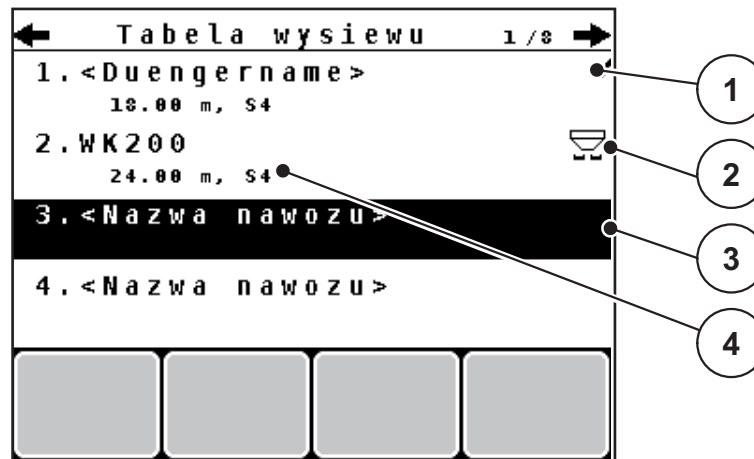 Tabela wysiewu 1/8
1.<Duengername>
18.00 m, S4
2.WK200
24.00 m, S4
3.<Nazwa nawozu>
4.<Nazwa nawozu>
1
2
3
4